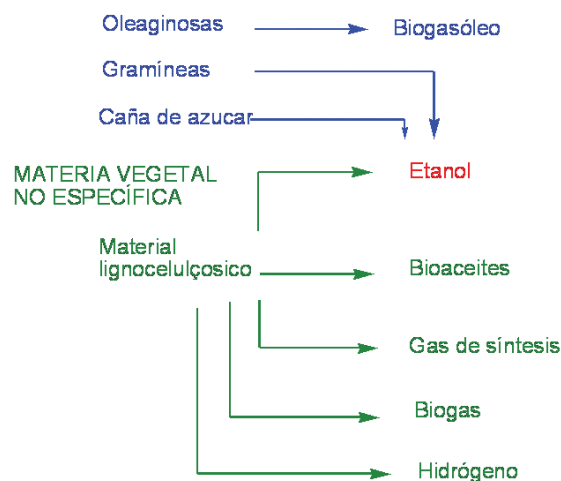 Oleaginosas
Biogasóleo
Gramíneas
Caña de azucar
Etanol
MATERIA VEGETAL
NO ESPECÍFICA
Material
lignocelulçosico
Bioaceites
Gas de síntesis
Biogas
Hidrógeno